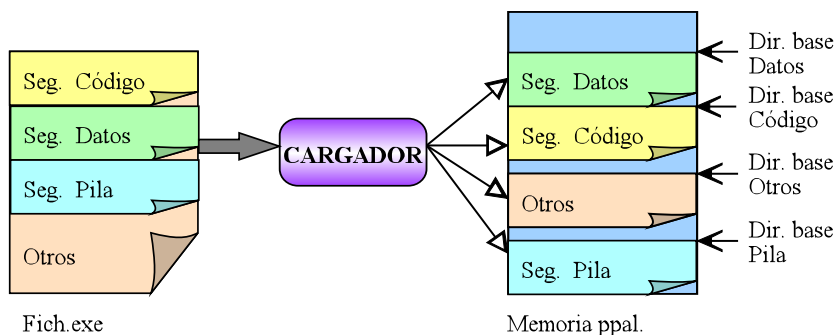 Seg. Código
Seg. Datos
Seg. Pila
Otros
Fich.exe
CARGADOR
Seg. Datos
Seg. Código
Otros
Seg. Pila
Memoria ppal.
Dir. base
Datos
Dir. base
Código
Dir. base
Otros
Dir. base
Pila